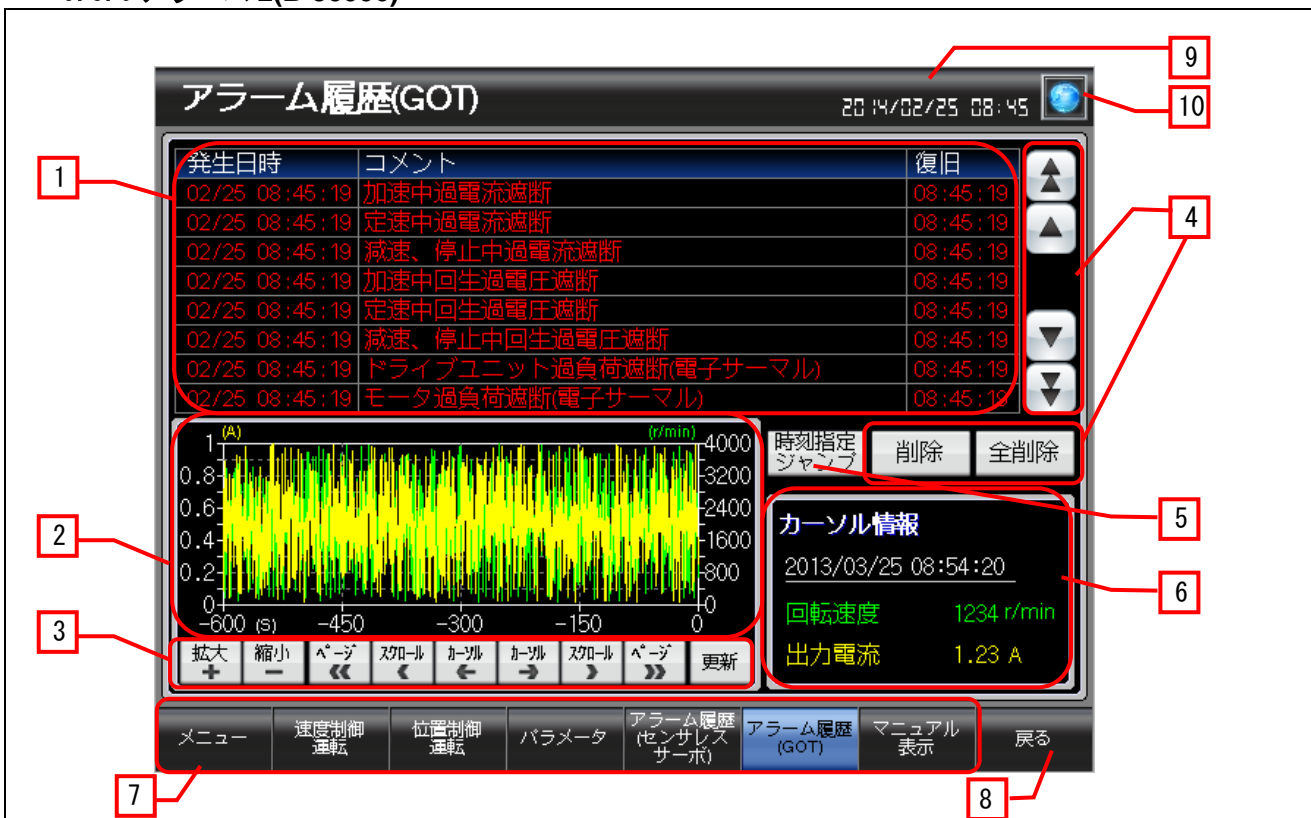 アラーム履歴(GOT)
2014/02/25 08:45
9
10
1
発生日時 コメント 復旧
02/25 08:45:19 加速中過電流遮断 08:45:19
02/25 08:45:19 定速中過電流遮断 08:45:19
02/25 08:45:19 減速、停止中過電流遮断 08:45:19
02/25 08:45:19 加速中回生過電圧遮断 08:45:19
02/25 08:45:19 定速中回生過電圧遮断 08:45:19
02/25 08:45:19 減速、停止中回生過電圧遮断 08:45:19
02/25 08:45:19 ドライブユニット過負荷遮断(電子サーマル) 08:45:19
02/25 08:45:19 モータ過負荷遮断(電子サーマル) 08:45:19
4
2
(A) (r/min)
1 4000
0.8 3200
0.6 2400
0.4 1600
0.2 800
0 0
-600 (S) -450 -300 -150 0
時刻指定
ジャンプ
削除 全削除
5
カーソル情報
2013/03/25 08:54:20
回転速度 1234 r/min
出力電流 1.23 A
6
3
拡大 縮小 ページ スクロール カーソル カーソル スクロール ページ 更新
メニュー
速度制御
運転
位置制御
運転
パラメータ
アラーム履歴
(センサレス
サーボ)
アラーム履歴
(GOT)
マニュアル
表示
戻る
7
8